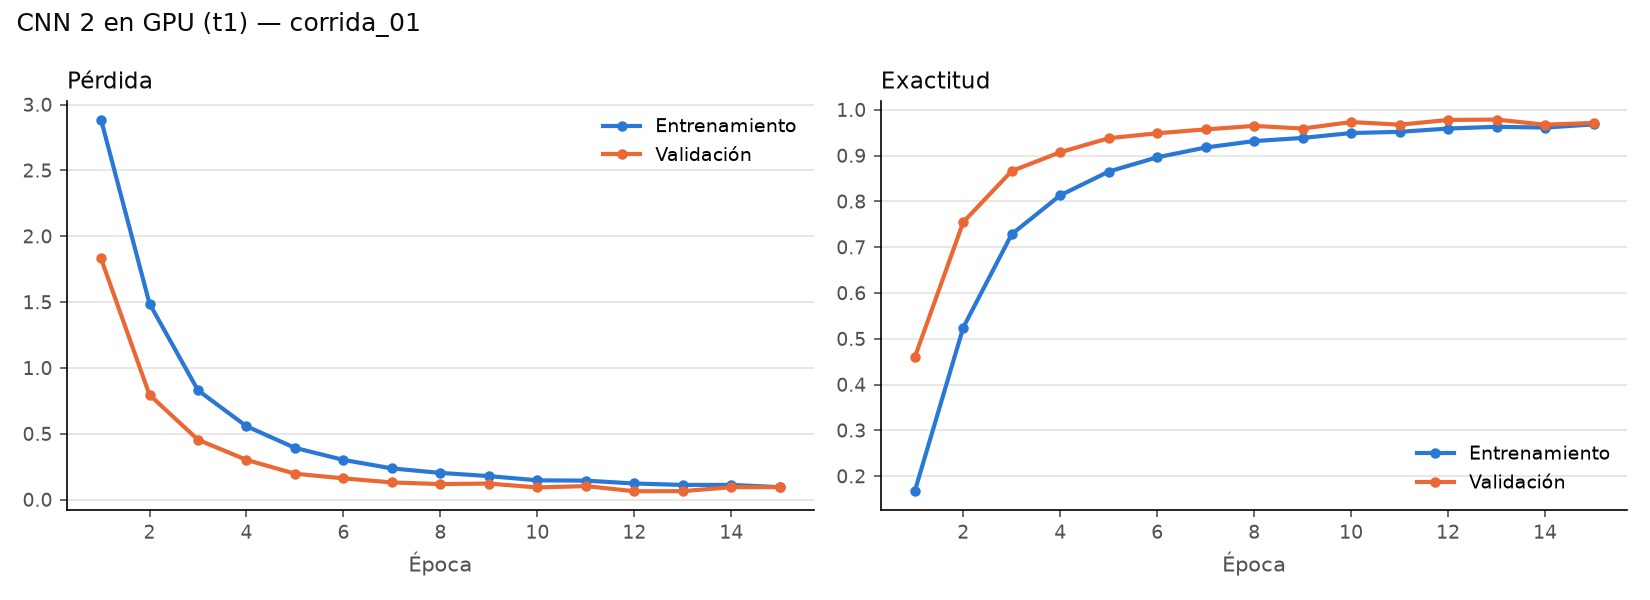 CNN 2 en GPU (t1) — corrida_01
Pérdida
3.0
2.5
2.0
1.5
1.0
0.5
0.0
2 4 6 8 10 12 14
Época
Entrenamiento
Validación
Exactitud
1.0
0.9
0.8
0.7
0.6
0.5
0.4
0.3
0.2
2 4 6 8 10 12 14
Época
Entrenamiento
Validación